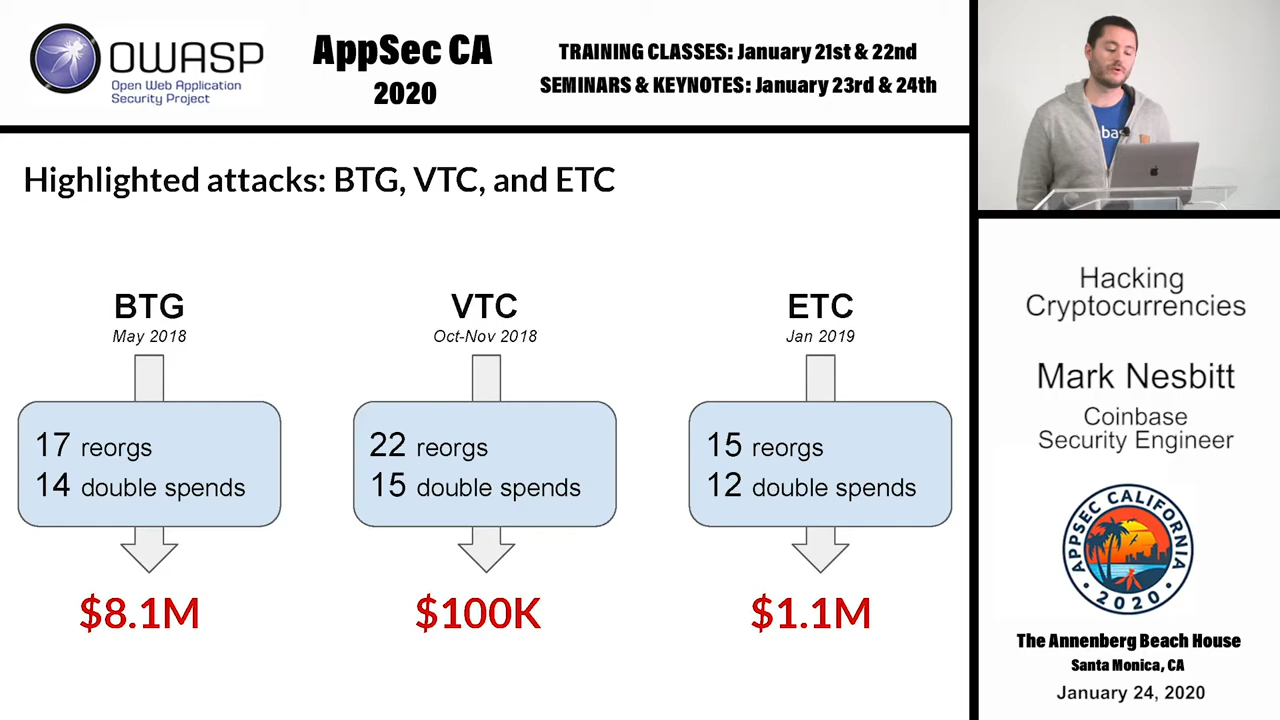 OWASP
Open Web Application
Security Project
AppSec CA
2020
TRAINING CLASSES: January 21st & 22nd
SEMINARS & KEYNOTES: January 23rd & 24th
Highlighted attacks: BTG, VTC, and ETC
BTG
May 2018
17 reorgs
14 double spends
$8.1M
VTC
Oct-Nov 2018
22 reorgs
15 double spends
$100K
ETC
Jan 2019
15 reorgs
12 double spends
$1.1M
Hacking
Cryptocurrencies
Mark Nesbitt
Coinbase
Security Engineer
APPSEC CALIFORNIA
2020
The Annenberg Beach House
Santa Monica, CA
January 24, 2020